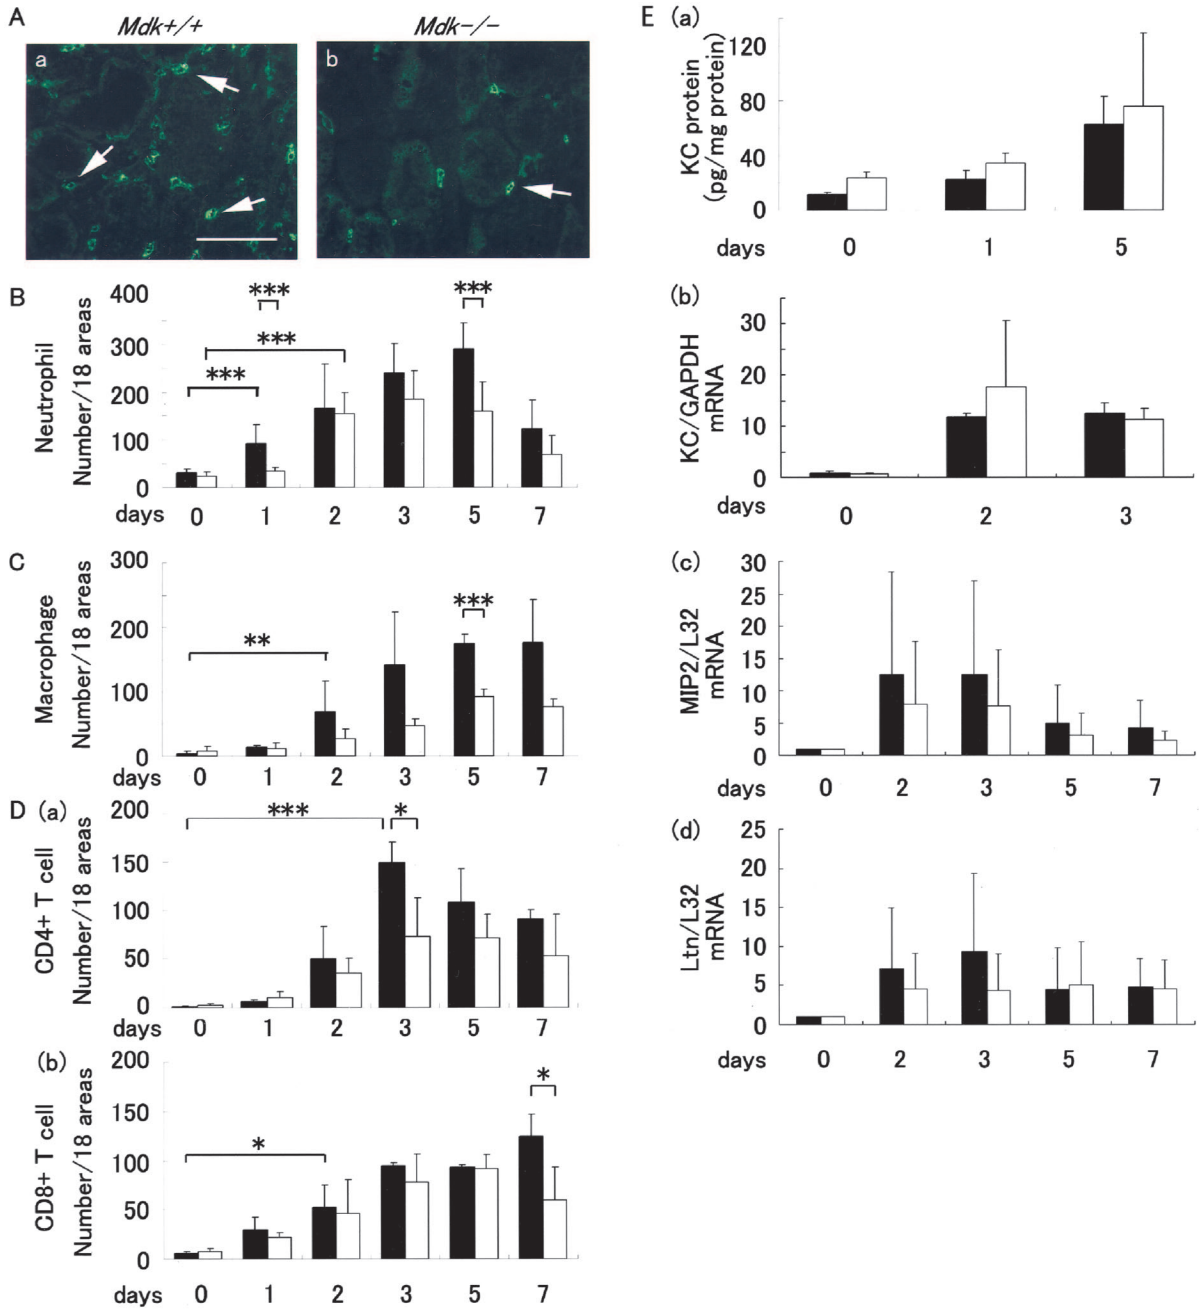 A
Mdk+/+
Mdk-/-
a
b
B
Neutrophil
Number/18 areas
400
300
200
100
0
***
***
***
***
days 0 1 2 3 5 7
C
Macrophage
Number/18 areas
300
200
100
0
**
***
days 0 1 2 3 5 7
D (a)
CD4+ T cell
Number/18 areas
200
150
100
50
0
***
*
days 0 1 2 3 5 7
(b)
CD8+ T cell
Number/18 areas
200
150
100
50
0
*
*
days 0 1 2 3 5 7
E (a)
KC protein
(pg/mg protein)
120
80
40
0
days 0 1 5
(b)
KC/GAPDH
mRNA
30
20
10
0
days 0 2 3
(c)
MIP2/L32
mRNA
30
25
20
15
10
5
0
days 0 2 3 5 7
(d)
Ltn/L32
mRNA
25
20
15
10
5
0
days 0 2 3 5 7